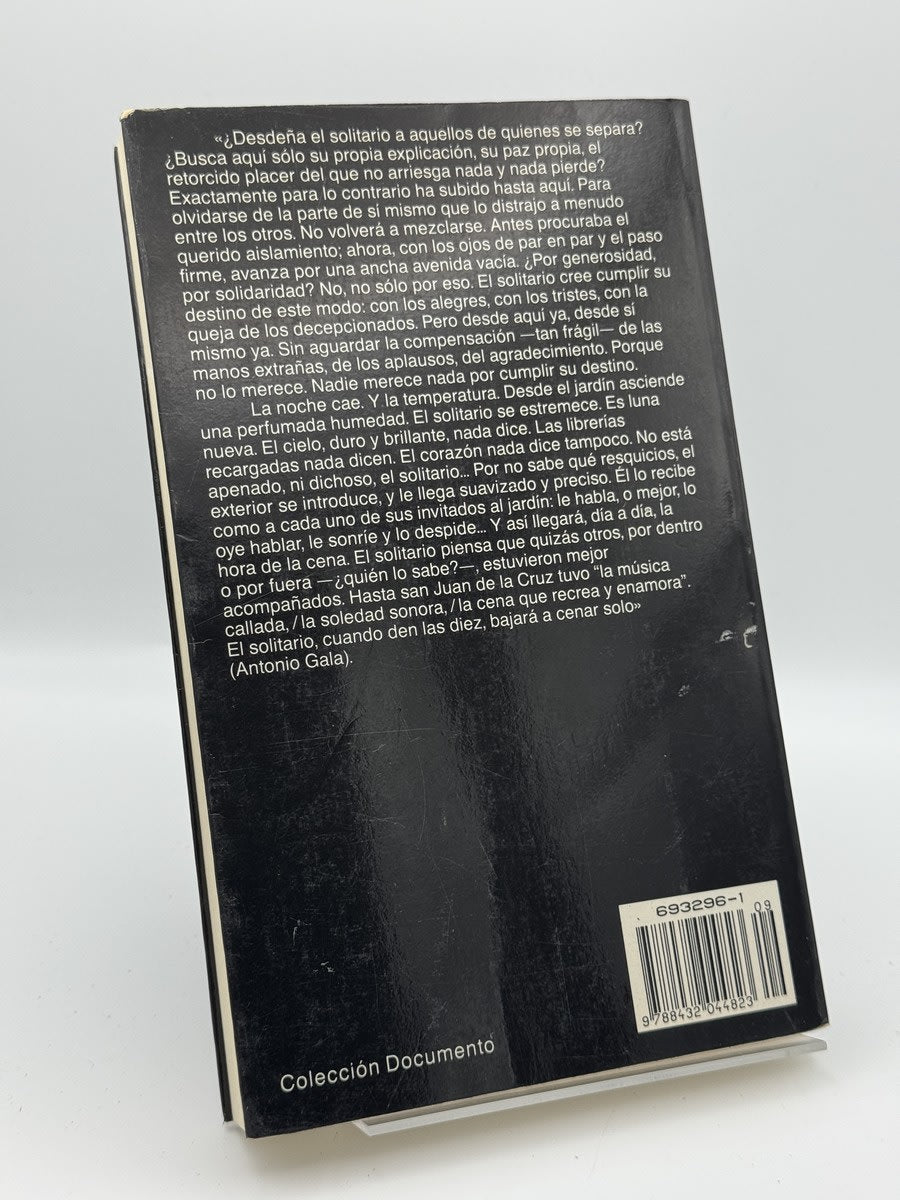 «¿Desdeña el solitario a aquellos de quienes se separa?
¿Busca aquí sólo su propia explicación, su paz propia, el
retorcido placer del que no arriesga nada y nada pierde?
Exactamente para lo contrario ha subido hasta aquí. Para
olvidarse de la parte de sí mismo que lo distrajo a menudo
entre los otros. No volverá a mezclarse. Antes procuraba el
querido aislamiento; ahora, con los ojos de par en par y el paso
firme, avanza por una ancha avenida vacía. ¿Por generosidad,
por solidaridad? No, no sólo por eso. El solitario cree cumplir su
destino de este modo: con los alegres, con los tristes, con la
queja de los decepcionados. Pero desde aquí ya, desde sí
mismo ya. Sin aguardar la compensación —tan frágil— de las
manos extrañas, de los aplausos, del agradecimiento. Porque
no lo merece. Nadie merece nada por cumplir su destino.
La noche cae. Y la temperatura. Desde el jardín asciende
una perfumada humedad. El solitario se estremece. Es luna
nueva. El cielo, duro y brillante, nada dice. Las librerías
recargadas nada dicen. El corazón nada dice tampoco. No está
apenado, ni dichoso, el solitario... Por no sabe qué resquicios, el
exterior se introduce, y le llega suavizado y preciso. Él lo recibe
como a cada uno de sus invitados al jardín: le habla, o mejor, lo
oye hablar, le sonríe y lo despide... Y así llegará, día a día, la
hora de la cena. El solitario piensa que quizás otros, por dentro
o por fuera —¿quién lo sabe?—, estuvieron mejor
acompañados. Hasta san Juan de la Cruz tuvo "la música
callada, / la soledad sonora, / la cena que recrea y enamora".
El solitario, cuando den las diez, bajará a cenar solo»
(Antonio Gala).
693296-1
09
9 788432 044823
Colección Documento